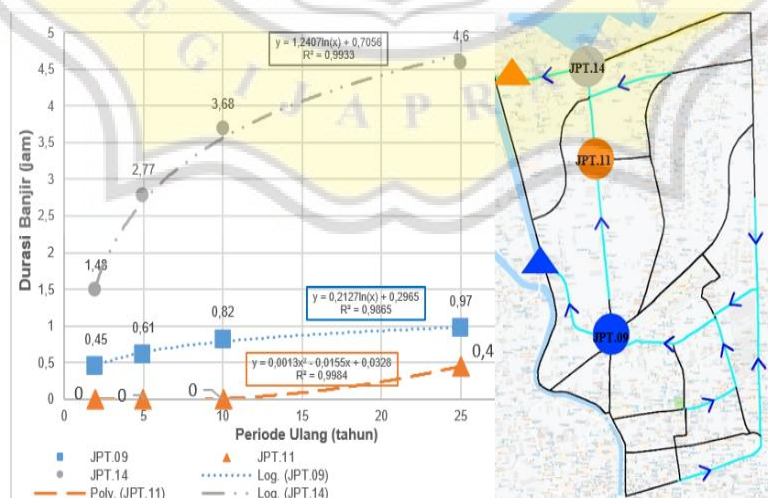 EGIJAPR
Durasi Banjir (jam)
5
4,5
4
3,5
3
2,5
2
1,5
1
0,5
0
y = 1,2407ln(x) + 0,7056
R² = 0,9933
4,6
3,68
2,77
1,48
y = 0,2127ln(x) + 0,2965
R² = 0,9865
0,45
0,61
0,82
0,97
y = 0,0013x² - 0,0155x + 0,0328
R² = 0,9984
0
0
0
0,4
0
5
10
15
20
25
Periode Ulang (tahun)
JPT.09
JPT.11
JPT.14
Log. (JPT.09)
Poly. (JPT.11)
Log. (JPT.14)
JPT.14
JPT.11
JPT.09